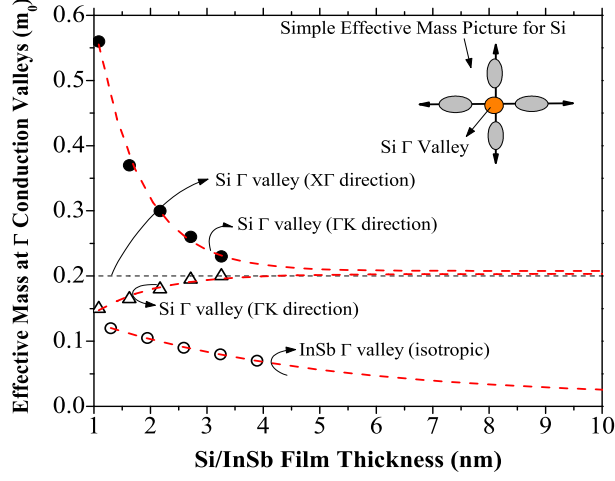 Effective Mass at Γ Conduction Valleys (m0)
0.6
0.5
0.4
0.3
0.2
0.1
0.0
Simple Effective Mass Picture for Si
Si Γ Valley
Si Γ valley (XΓ direction)
Si Γ valley (ΓK direction)
Si Γ valley (ΓK direction)
InSb Γ valley (isotropic)
1 2 3 4 5 6 7 8 9 10
Si/InSb Film Thickness (nm)